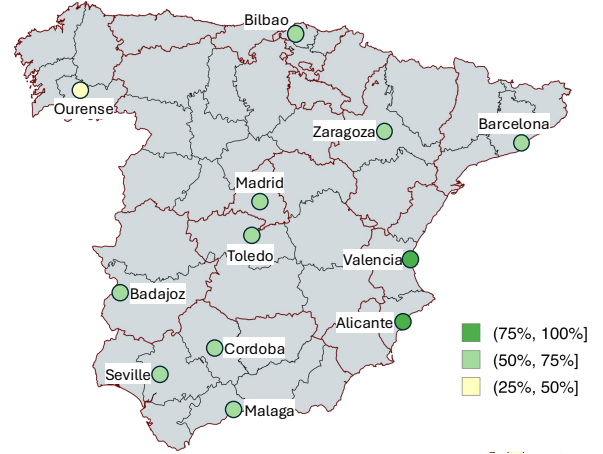 Bilbao
Ourense
Zaragoza
Barcelona
Madrid
Toledo
Valencia
Badajoz
Alicante
(75%, 100%]
Cordoba
(50%, 75%]
Seville
(25%, 50%]
Malaga